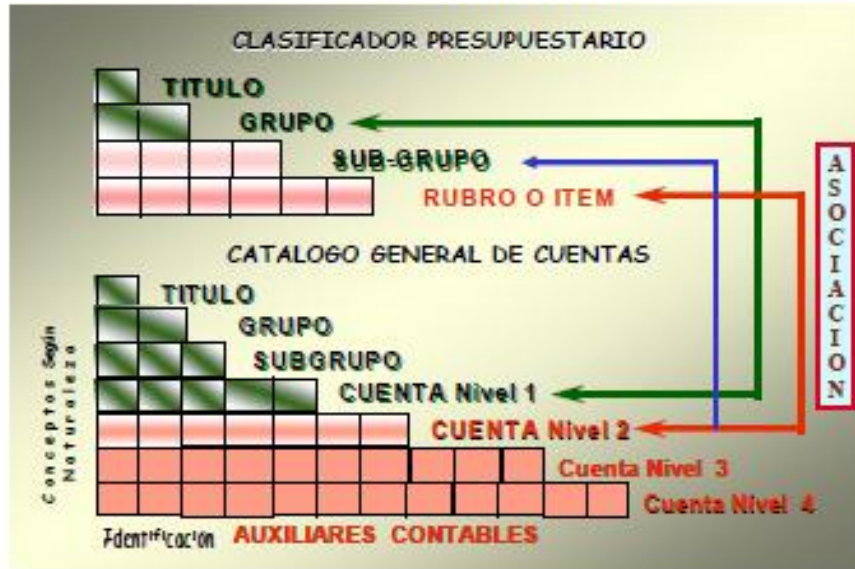 CLASIFICADOR PRESUPUESTARIO
TITULO
GRUPO
SUB-GRUPO
RUBRO O ITEM
CATALOGO GENERAL DE CUENTAS
TITULO
GRUPO
SUBGRUPO
CUENTA Nivel 1
CUENTA Nivel 2
Cuenta Nivel 3
Cuenta Nivel 4
Identificación AUXILIARES CONTABLES
Conceptos Según
Naturaleza
ASOCIACION